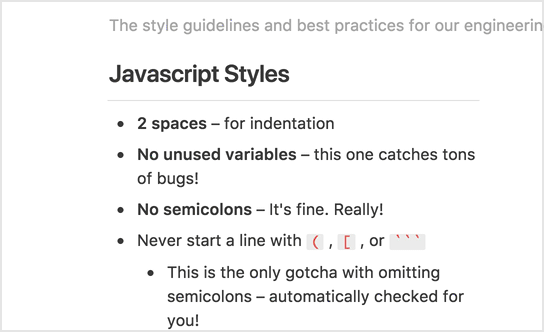 The style guidelines and best practices for our engineerin
Javascript Styles
• 2 spaces – for indentation
• No unused variables – this one catches tons
of bugs!
• No semicolons – It's fine. Really!
• Never start a line with ( , [ , or ```
• This is the only gotcha with omitting
semicolons – automatically checked for
you!